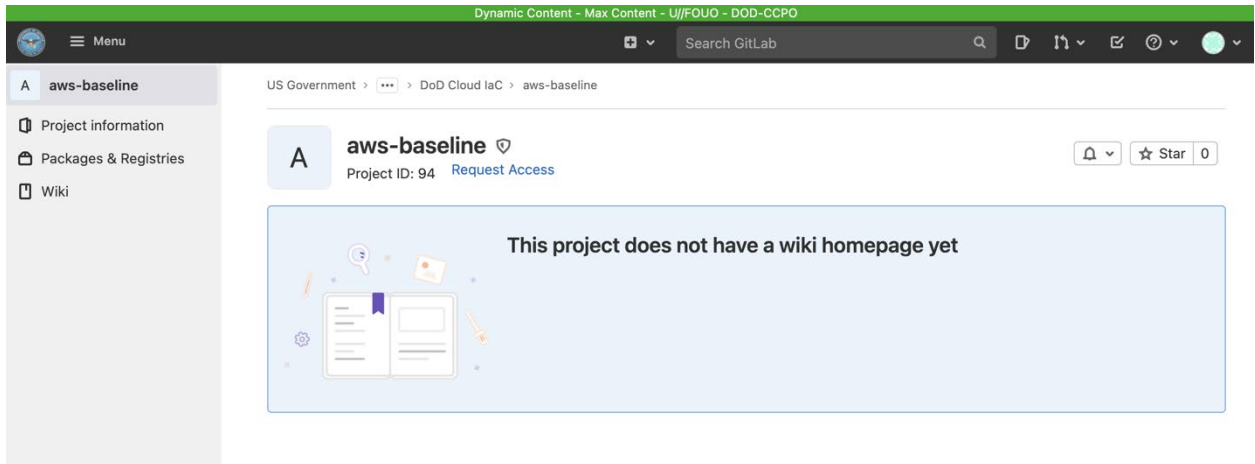 Dynamic Content - Max Content - U//FOUO - DOD-CCPO
Menu
Search GitLab
A aws-baseline
US Government > ••• > DoD Cloud IaC > aws-baseline
Project information
Packages & Registries
Wiki
A
aws-baseline
Project ID: 94 Request Access
Star 0
This project does not have a wiki homepage yet